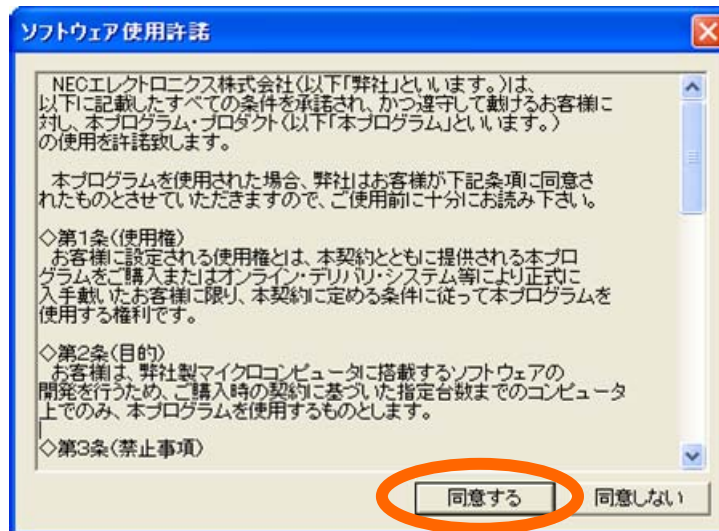 ソフトウェア使用許諾
NECエレクトロニクス株式会社(以下「弊社」といいます。)は、
以下に記載したすべての条件を承諾され、かつ遵守して戴けるお客様に
対し、本プログラム・プロダクト(以下「本プログラム」といいます。)
の使用を許諾致します。
本プログラムを使用された場合、弊社はお客様が下記条項に同意さ
れたものとさせていただきますので、ご使用前に十分にお読み下さい。
◇第1条(使用権)
お客様に設定される使用権とは、本契約とともに提供される本プロ
グラムをご購入またはオンライン・デリバリ・システム等により正式に
入手戴いたお客様に限り、本契約に定める条件に従って本プログラムを
使用する権利です。
◇第2条(目的)
お客様は、弊社製マイクロコンピュータに搭載するソフトウェアの
開発を行うため、ご購入時の契約に基づいた指定台数までのコンピュータ
上でのみ、本プログラムを使用するものとします。
◇第3条(禁止事項)
同意する 同意しない